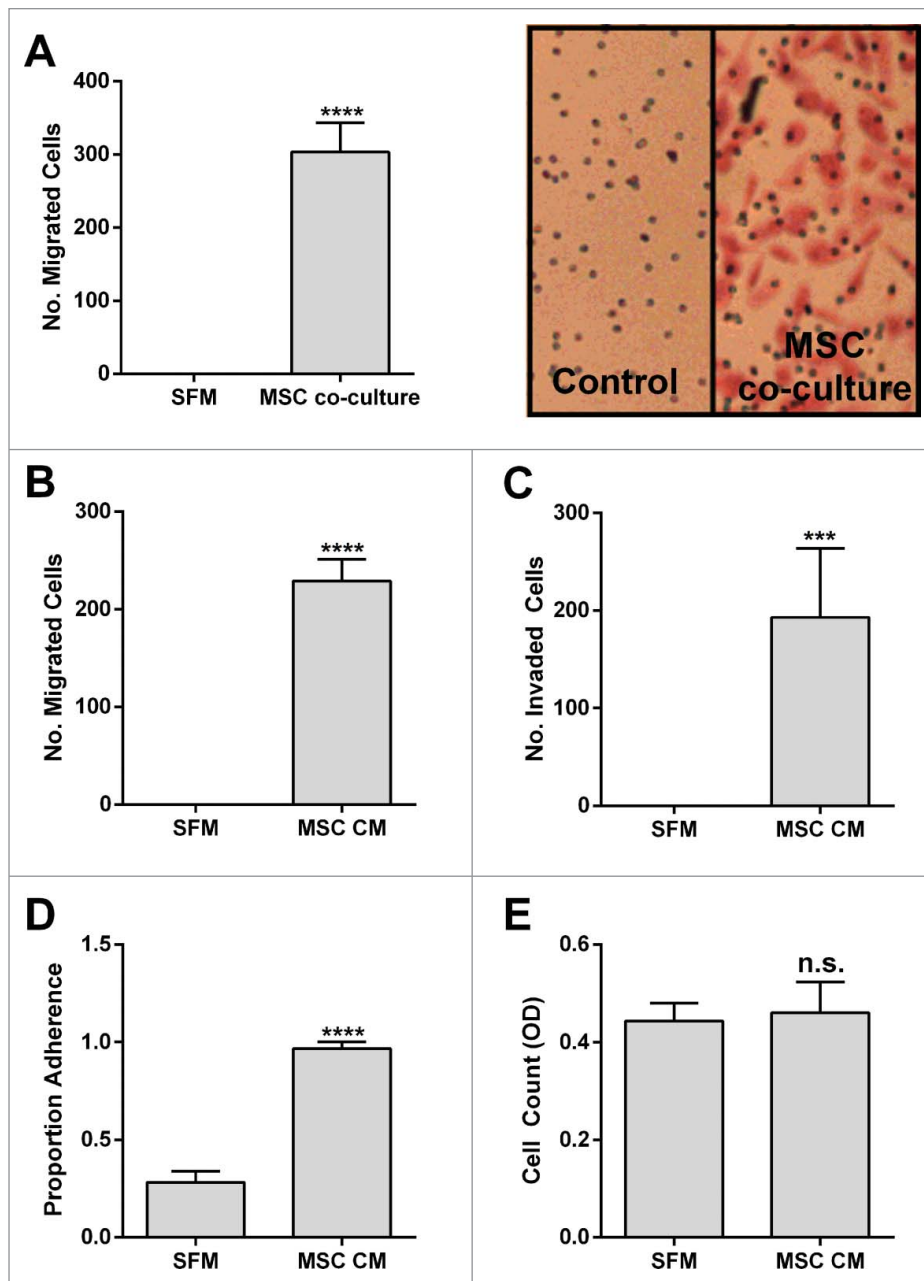 A
No. Migrated Cells
400
300
200
100
0
****
SFM
MSC co-culture
Control
MSC
co-culture
B
No. Migrated Cells
300
200
100
0
****
SFM
MSC CM
C
No. Invaded Cells
300
200
100
0
***
SFM
MSC CM
D
Proportion Adherence
1.5
1.0
0.5
0.0
****
SFM
MSC CM
E
Cell Count (OD)
0.6
0.4
0.2
0.0
n.s.
SFM
MSC CM